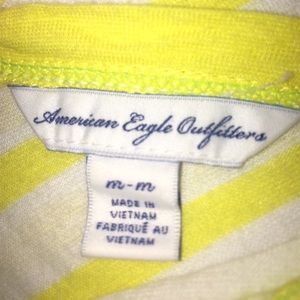 American Eagle Outfitters
m-m
MADE IN
VIETNAM
FABRIQUÉ AU
VIETNAM